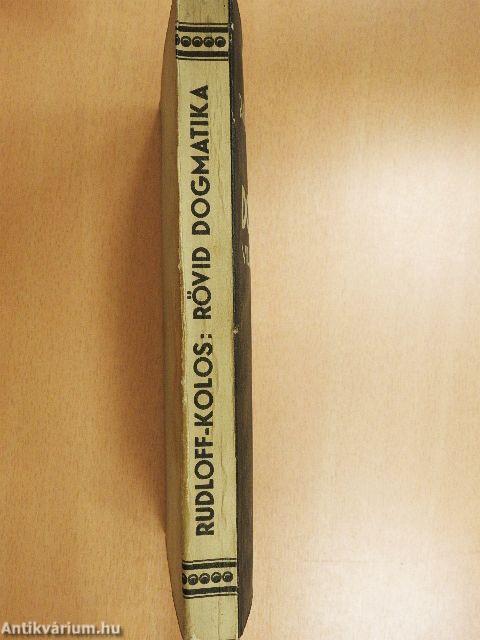 RUDLOFF-KOLOS: RÖVID DOGMATIKA
Antikvárium.hu